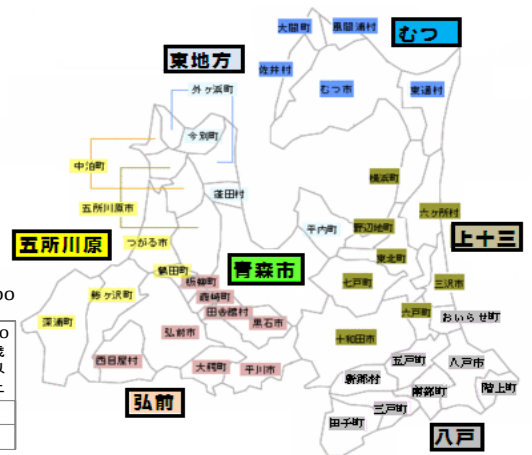 大間町
風間浦村
むつ
佐井村
むつ市
東通村
東地方
外ヶ浜町
今別町
中泊町
蓬田村
横浜町
五所川原市
平内町
野辺地町
六ヶ所村
五所川原
つがる市
上十三
東北町
青森市
鶴田町
板柳町
七戸町
三沢市
藤崎町
鰺ヶ沢町
田舎館村
六戸町
おいらせ町
深浦町
黒石市
弘前市
十和田市
西目屋村
大鰐町
平川市
五戸町
八戸市
新郷村
階上町
南部町
弘前
三戸町
田子町
八戸